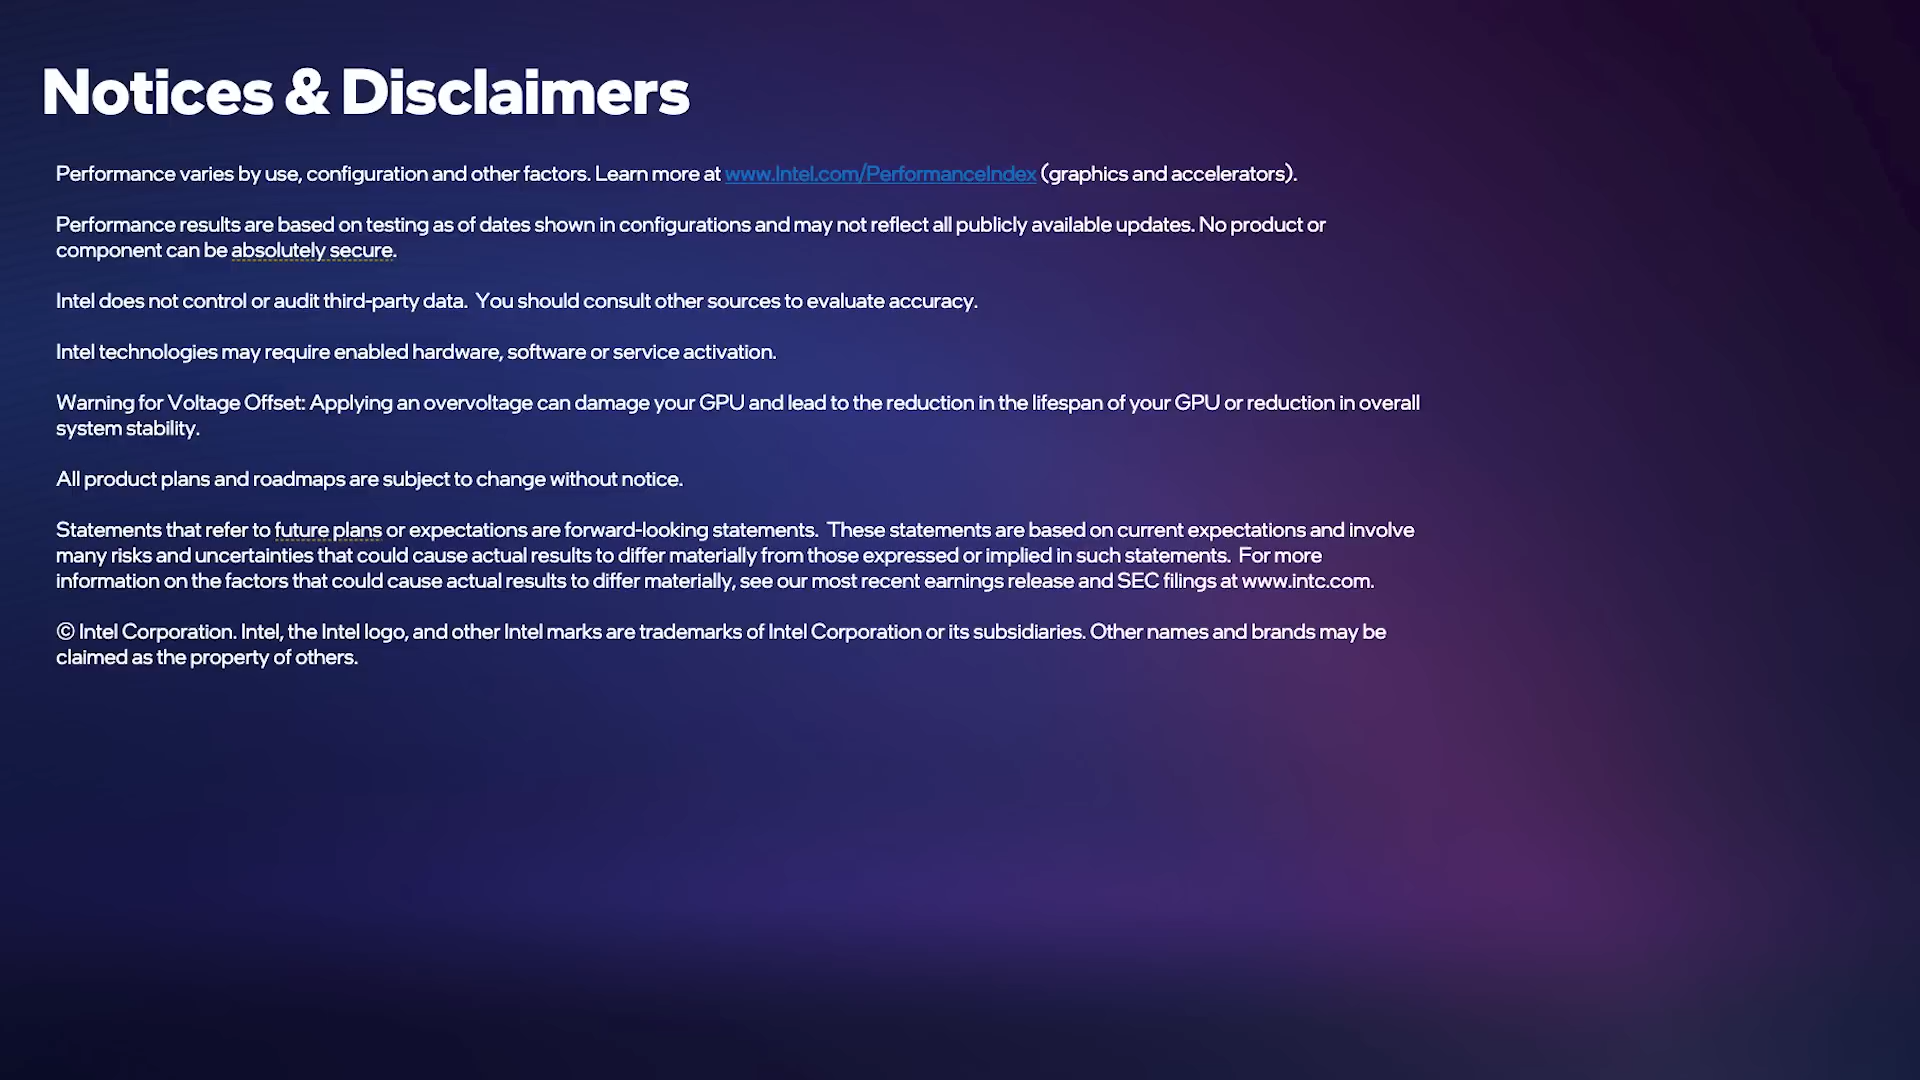 Notices & Disclaimers
Performance varies by use, configuration and other factors. Learn more at www.Intel.com/PerformanceIndex (graphics and accelerators).
Performance results are based on testing as of dates shown in configurations and may not reflect all publicly available updates. No product or
component can be absolutely secure.
Intel does not control or audit third-party data.  You should consult other sources to evaluate accuracy.
Intel technologies may require enabled hardware, software or service activation.
Warning for Voltage Offset: Applying an overvoltage can damage your GPU and lead to the reduction in the lifespan of your GPU or reduction in overall
system stability.
All product plans and roadmaps are subject to change without notice.
Statements that refer to future plans or expectations are forward-looking statements.  These statements are based on current expectations and involve
many risks and uncertainties that could cause actual results to differ materially from those expressed or implied in such statements.  For more
information on the factors that could cause actual results to differ materially, see our most recent earnings release and SEC filings at www.intc.com.
© Intel Corporation. Intel, the Intel logo, and other Intel marks are trademarks of Intel Corporation or its subsidiaries. Other names and brands may be
claimed as the property of others.